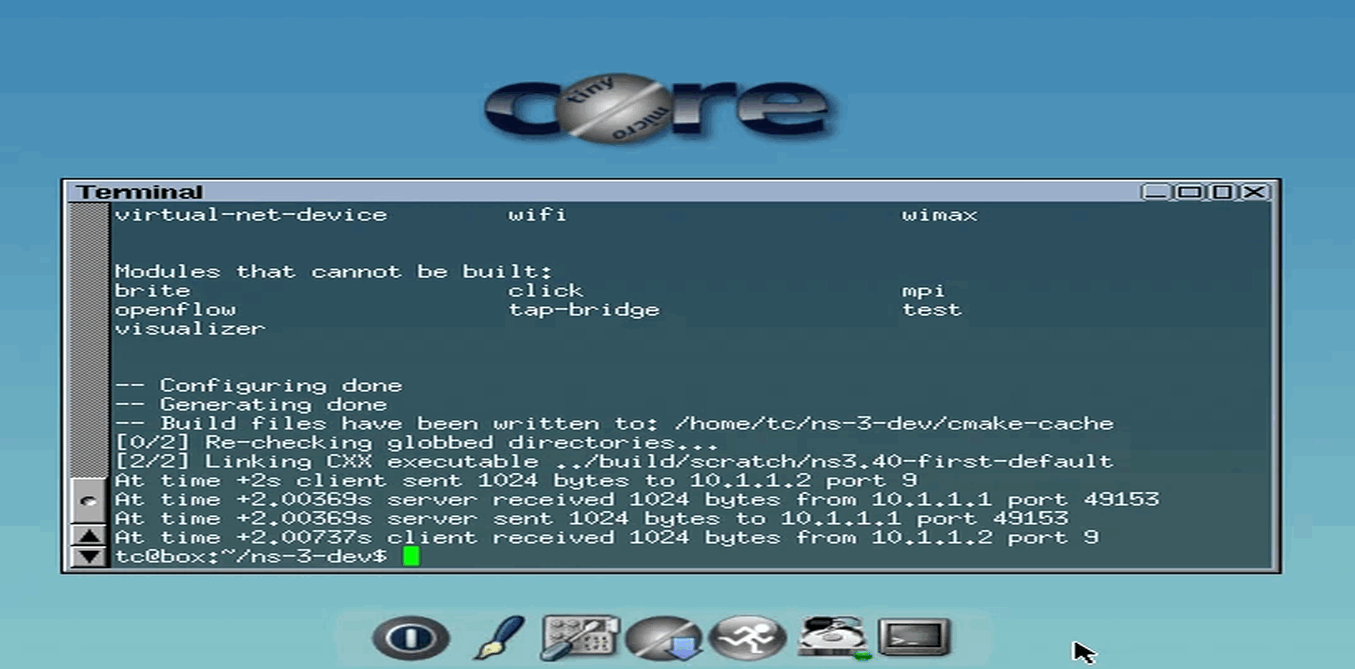 core
tiny
micro
Terminal
virtual-net-device wifi wimax
Modules that cannot be built:
brite click mpi
openflow tap-bridge test
visualizer
-- Configuring done
-- Generating done
-- Build files have been written to: /home/tc/ns-3-dev/cmake-cache
[0/2] Re-checking globbed directories...
[2/2] Linking CXX executable ../build/scratch/ns3.40-first-default
At time +2s client sent 1024 bytes to 10.1.1.2 port 9
At time +2.00369s server received 1024 bytes from 10.1.1.1 port 49153
At time +2.00369s server sent 1024 bytes to 10.1.1.1 port 49153
At time +2.00737s client received 1024 bytes from 10.1.1.2 port 9
tc@box:~/ns-3-dev$
>_